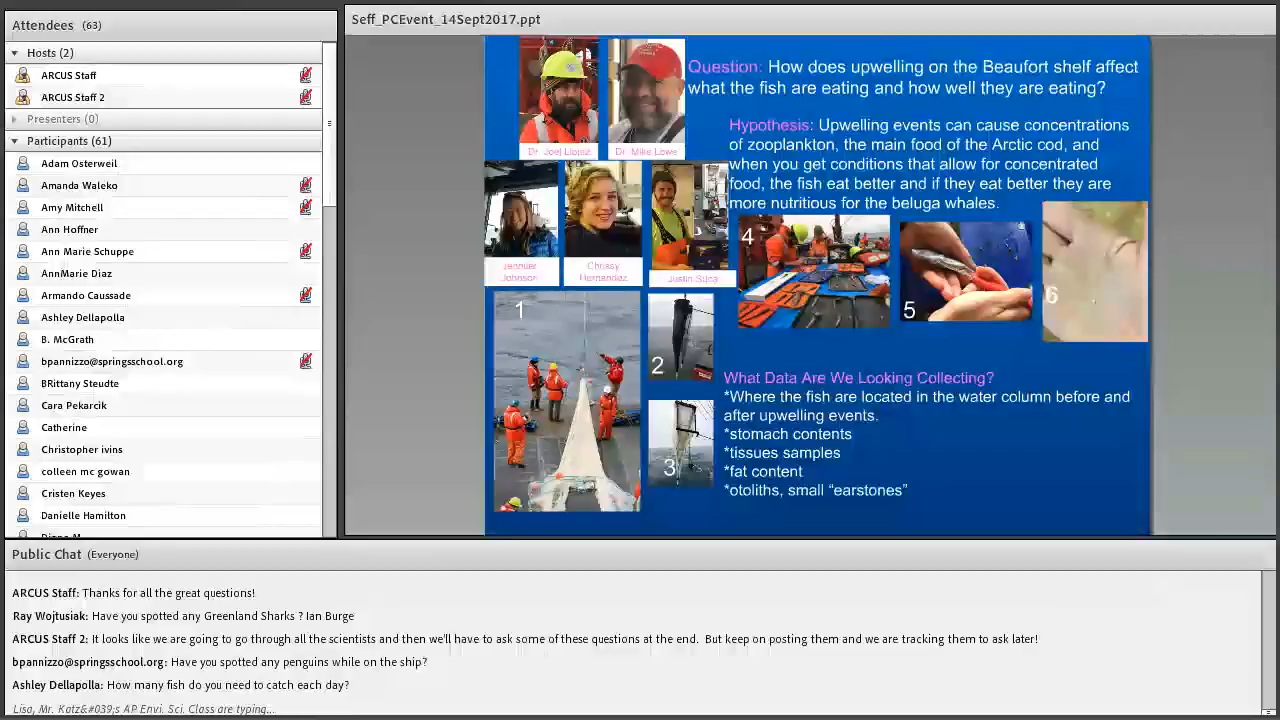 Attendees (63)
Hosts (2)
ARCUS Staff
ARCUS Staff 2
Presenters (0)
Participants (61)
Adam Osterweil
Amanda Waleko
Amy Mitchell
Ann Hoffner
Ann Marie Schuppe
AnnMarie Diaz
Armando Caussade
Ashley Dellapolla
B. McGrath
bpannizzo@springsschool.org
BRittany Steudte
Cara Pekarcik
Catherine
Christopher ivins
colleen mc gowan
Cristen Keyes
Danielle Hamilton
Seff_PCEvent_14Sept2017.ppt
Question: How does upwelling on the Beaufort shelf affect
what the fish are eating and how well they are eating?
Hypothesis: Upwelling events can cause concentrations
of zooplankton, the main food of the Arctic cod, and
when you get conditions that allow for concentrated
food, the fish eat better and if they eat better they are
more nutritious for the beluga whales.
Dr. Joel Llopiz
Dr. Mike Lowe
Jennifer
Johnson
Chrissy
Hernandez
Justin Suca
1
2
3
4
5
6
What Data Are We Looking Collecting?
*Where the fish are located in the water column before and
after upwelling events.
*stomach contents
*tissues samples
*fat content
*otoliths, small “earstones”
Public Chat (Everyone)
ARCUS Staff: Thanks for all the great questions!
Ray Wojtusiak: Have you spotted any Greenland Sharks ? Ian Burge
ARCUS Staff 2: It looks like we are going to go through all the scientists and then we'll have to ask some of these questions at the end. But keep on posting them and we are tracking them to ask later!
bpannizzo@springsschool.org: Have you spotted any penguins while on the ship?
Ashley Dellapolla: How many fish do you need to catch each day?
Lisa, Mr. Katz&#039;s AP Envi. Sci. Class are typing...